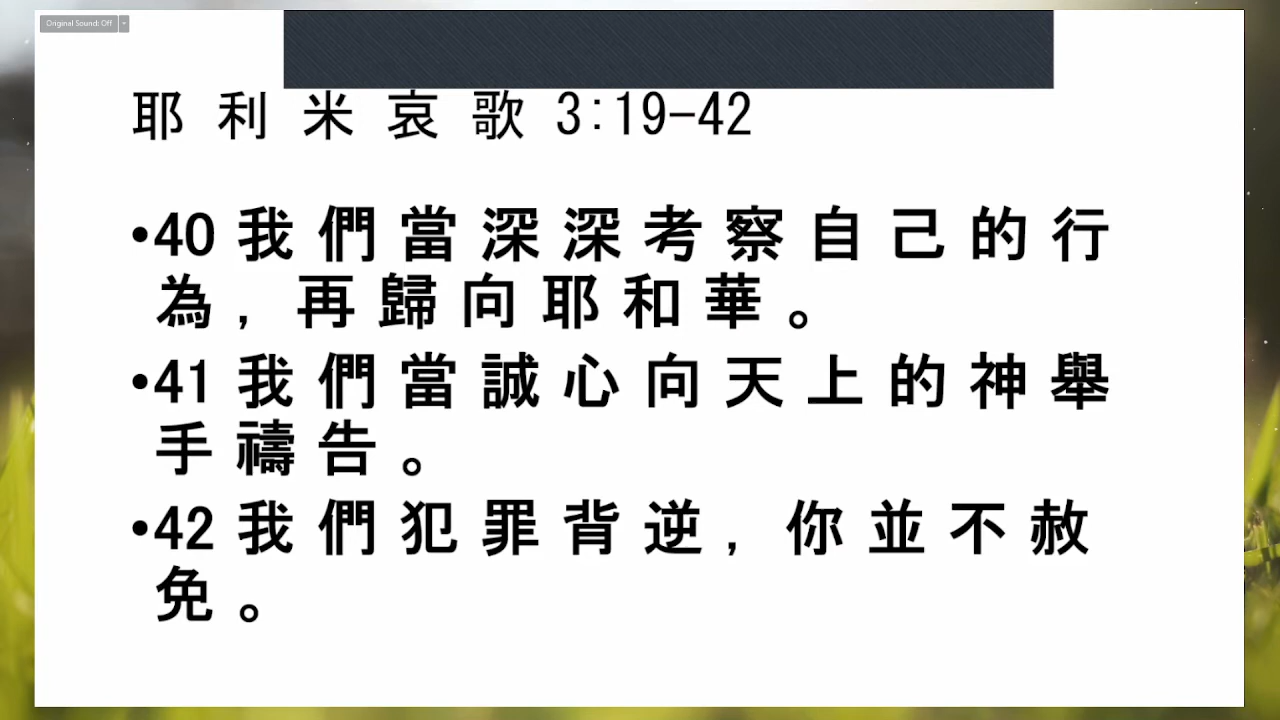 Original Sound: Off
耶 利 米 哀 歌 3:19-42
•40 我 們 當 深 深 考 察 自 己 的 行
為 , 再 歸 向 耶 和 華 。
•41 我 們 當 誠 心 向 天 上 的 神 舉
手 禱 告 。
•42 我 們 犯 罪 背 逆 , 你 並 不 赦
免 。